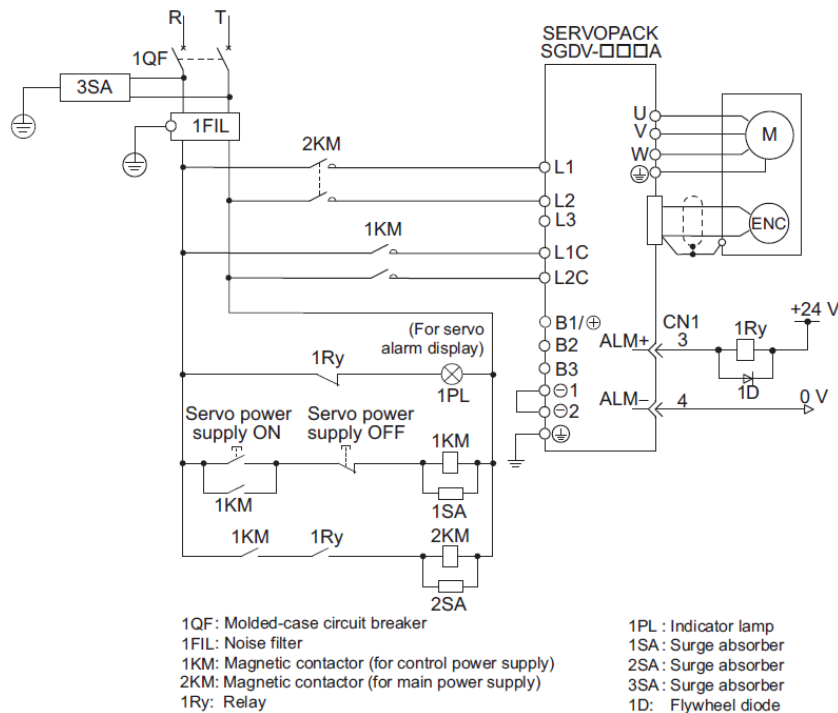 R T
1QF
3SA
1FIL
SERVOPACK
SGDV-□□□A
2KM
L1
L2
L3
1KM
L1C
L2C
U
V
W
M
ENC
B1/⊕
B2
B3
⊖1
⊖2
ALM+
CN1
3
1Ry
+24 V
1D
ALM−
4
0 V
(For servo
alarm display)
1Ry
1PL
Servo power
supply ON
Servo power
supply OFF
1KM
1KM
1SA
1KM
1Ry
2KM
2SA
1QF: Molded-case circuit breaker
1FIL: Noise filter
1KM: Magnetic contactor (for control power supply)
2KM: Magnetic contactor (for main power supply)
1Ry: Relay
1PL : Indicator lamp
1SA : Surge absorber
2SA : Surge absorber
3SA : Surge absorber
1D: Flywheel diode